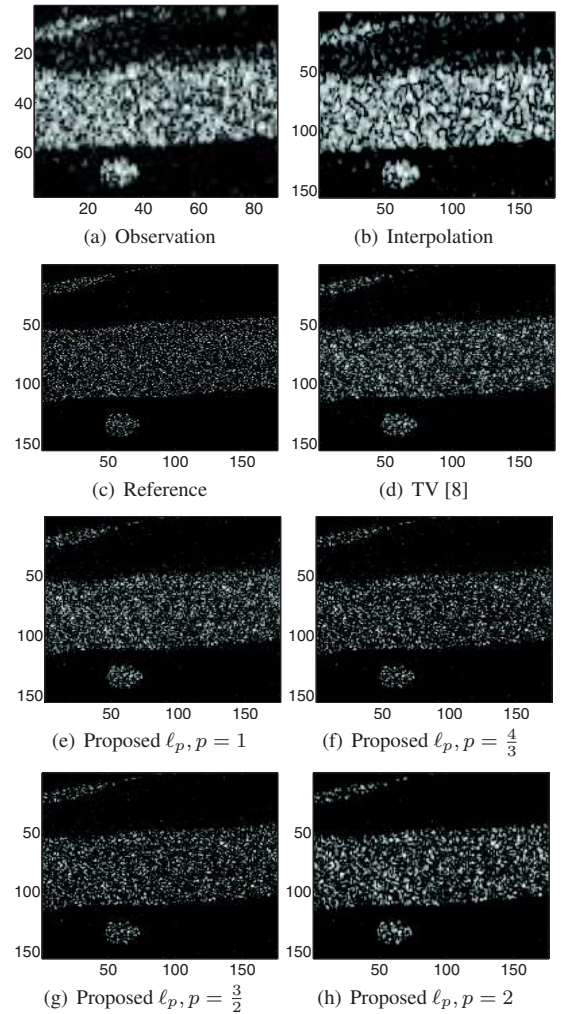 20
40
60
20 40 60 80
(a) Observation
50
100
150
50 100 150
(b) Interpolation
50
100
150
50 100 150
(c) Reference
50
100
150
50 100 150
(d) TV [8]
50
100
150
50 100 150
(e) Proposed ℓp, p = 1
50
100
150
50 100 150
(f) Proposed ℓp, p = 4/3
50
100
150
50 100 150
(g) Proposed ℓp, p = 3/2
50
100
150
50 100 150
(h) Proposed ℓp, p = 2